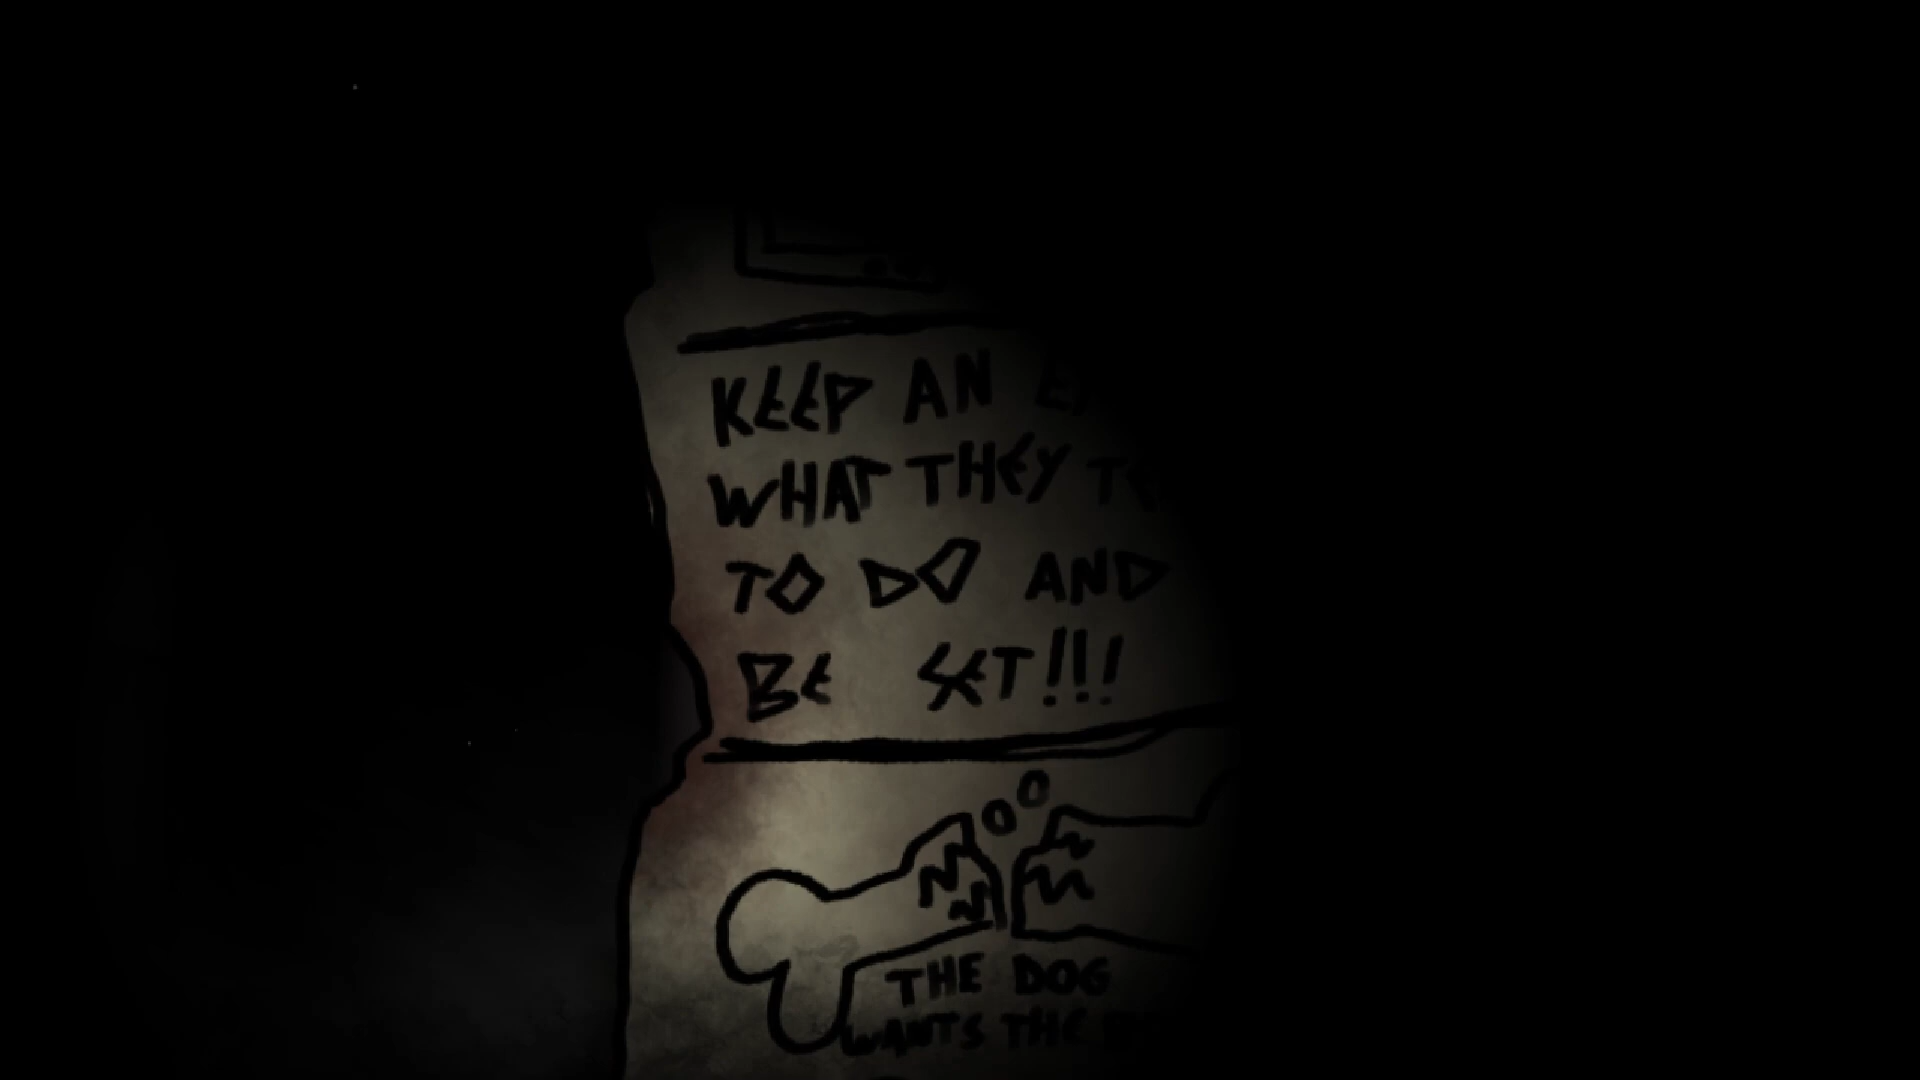 KEEP AN
WHAT THEY
TO DO AND
BE SET!!!
THE DOG
WANTS THE